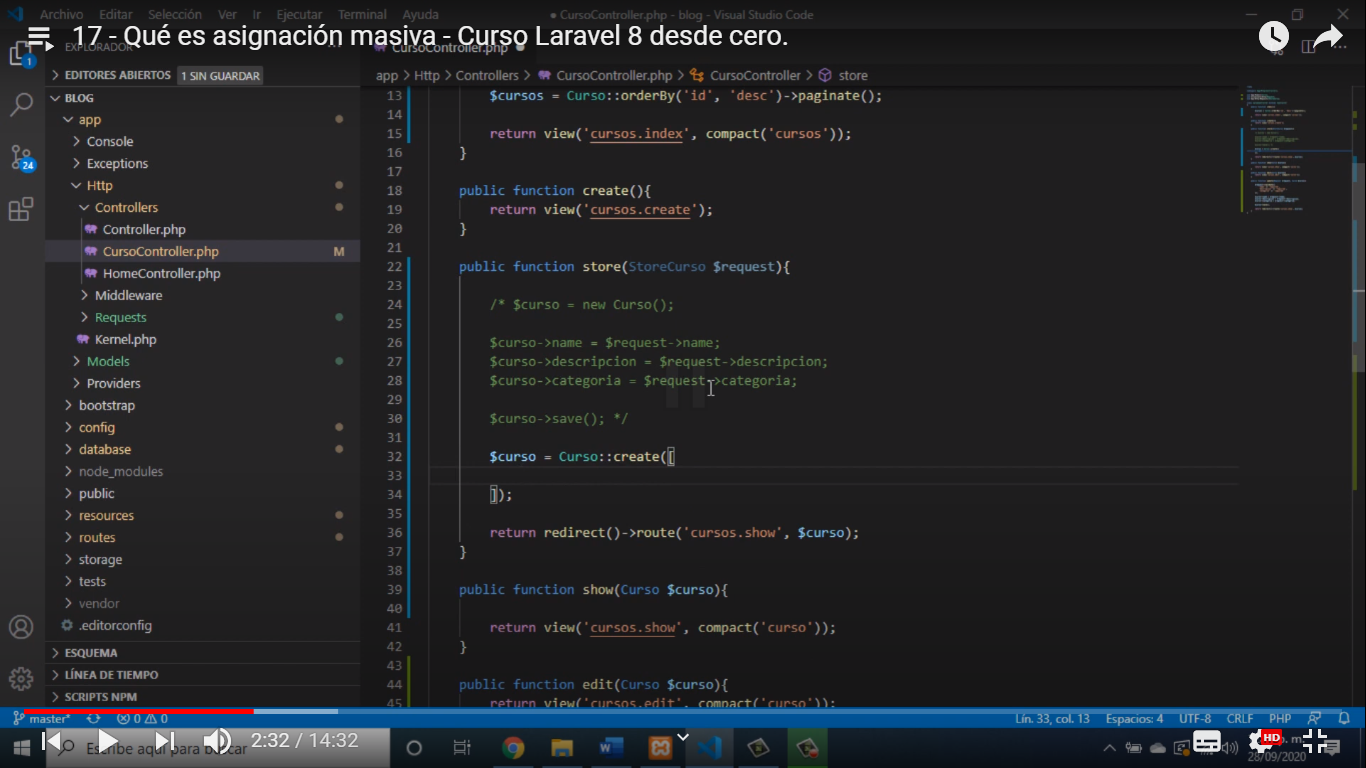 Archivo Editar Selección Ver Ir Ejecutar Terminal Ayuda
● CursoController.php - blog - Visual Studio Code
17 - Qué es asignación masiva - Curso Laravel 8 desde cero.
EXPLORADOR
CursoController.php
EDITORES ABIERTOS 1 SIN GUARDAR
app > Http > Controllers > CursoController.php > CursoController > store
1
24
BLOG
app
Console
Exceptions
Http
Controllers
Controller.php
CursoController.php M
HomeController.php
Middleware
Requests
Kernel.php
Models
Providers
bootstrap
config
database
node_modules
public
resources
routes
storage
tests
vendor
.editorconfig
ESQUEMA
LÍNEA DE TIEMPO
SCRIPTS NPM
13 $cursos = Curso::orderBy('id', 'desc')->paginate();
14
15 return view('cursos.index', compact('cursos'));
16 }
17
18 public function create(){
19 return view('cursos.create');
20 }
21
22 public function store(StoreCurso $request){
23
24 /* $curso = new Curso();
25
26 $curso->name = $request->name;
27 $curso->descripcion = $request->descripcion;
28 $curso->categoria = $request->categoria;
29
30 $curso->save(); */
31
32 $curso = Curso::create([
33
34 ]);
35
36 return redirect()->route('cursos.show', $curso);
37 }
38
39 public function show(Curso $curso){
40
41 return view('cursos.show', compact('curso'));
42 }
43
44 public function edit(Curso $curso){
45 return view('cursos.edit', compact('curso'));
master* 0 0 Lín. 33, col. 13 Espacios: 4 UTF-8 CRLF PHP
2:32 / 14:32
Escribe aquí para buscar
HD
28/09/2020